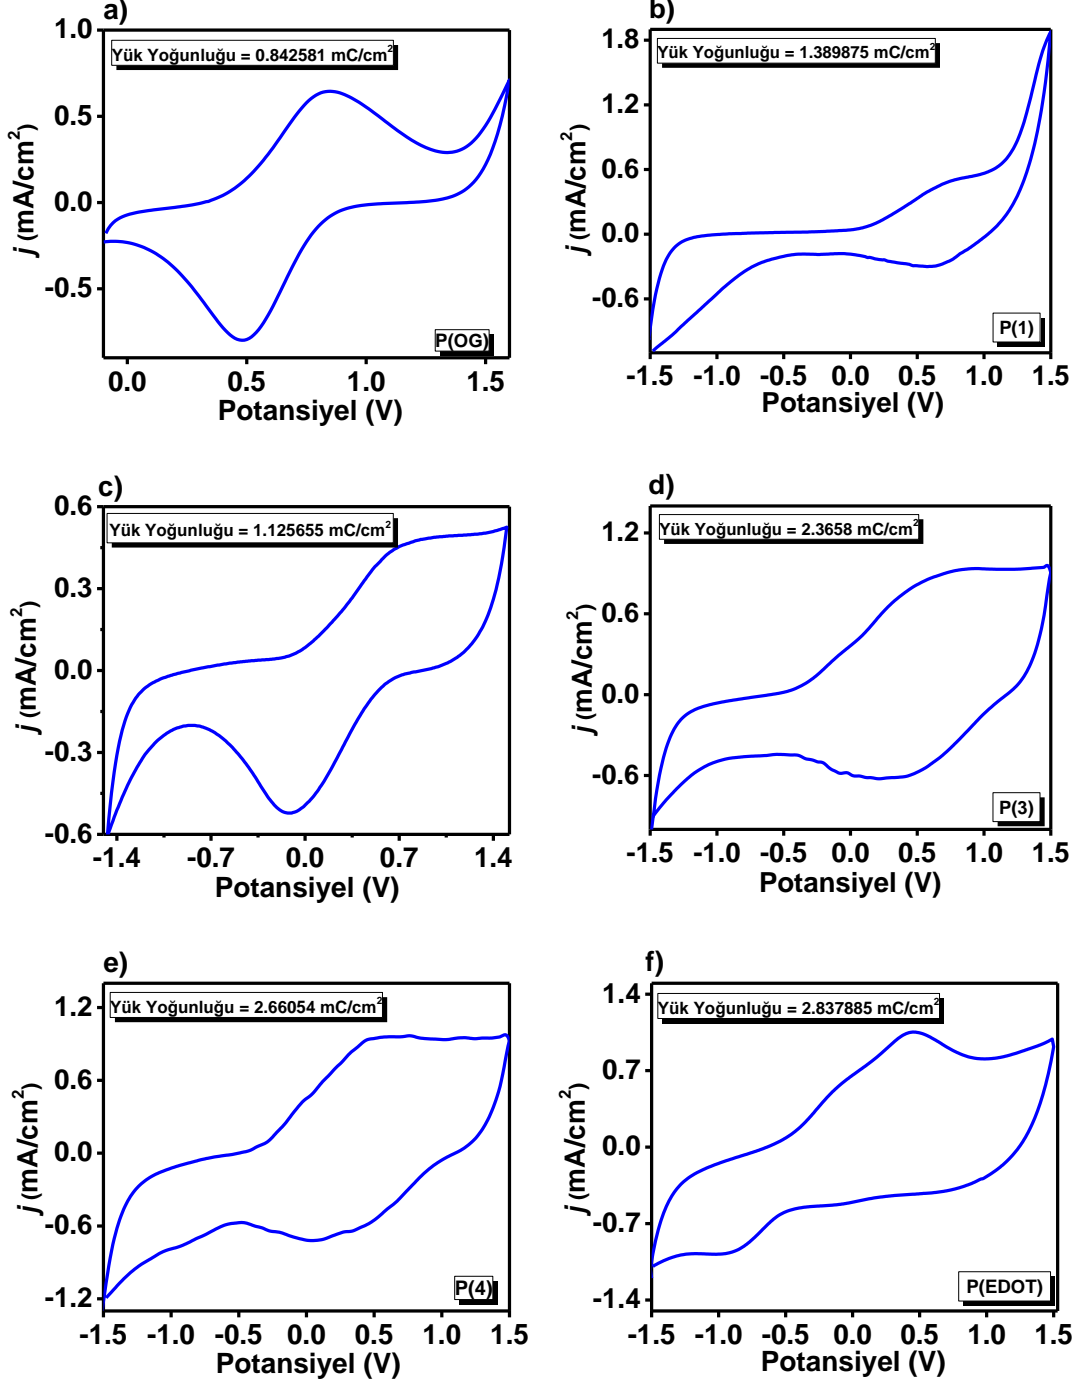 a)
Yük Yoğunluğu = 0.842581 mC/cm²
1.0
0.5
0.0
-0.5
j (mA/cm²)
P(OG)
0.0 0.5 1.0 1.5
Potansiyel (V)
b)
Yük Yoğunluğu = 1.389875 mC/cm²
1.8
1.2
0.6
0.0
-0.6
j (mA/cm²)
P(1)
-1.5 -1.0 -0.5 0.0 0.5 1.0 1.5
Potansiyel (V)
c)
Yük Yoğunluğu = 1.125655 mC/cm²
0.6
0.3
0.0
-0.3
-0.6
j (mA/cm²)
-1.4 -0.7 0.0 0.7 1.4
Potansiyel (V)
d)
Yük Yoğunluğu = 2.3658 mC/cm²
1.2
0.6
0.0
-0.6
j (mA/cm²)
P(3)
-1.5 -1.0 -0.5 0.0 0.5 1.0 1.5
Potansiyel (V)
e)
Yük Yoğunluğu = 2.66054 mC/cm²
1.2
0.6
0.0
-0.6
-1.2
j (mA/cm²)
P(4)
-1.5 -1.0 -0.5 0.0 0.5 1.0 1.5
Potansiyel (V)
f)
Yük Yoğunluğu = 2.837885 mC/cm²
1.4
0.7
0.0
-0.7
-1.4
j (mA/cm²)
P(EDOT)
-1.5 -1.0 -0.5 0.0 0.5 1.0 1.5
Potansiyel (V)